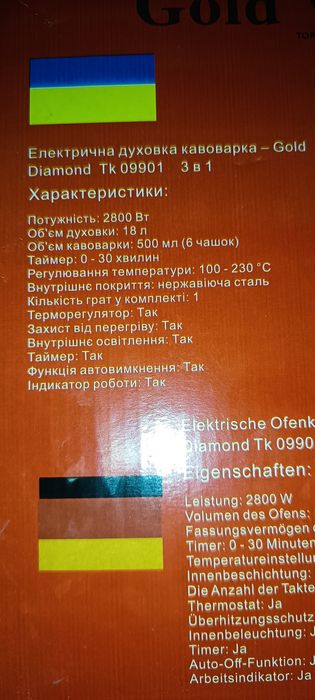 Gold
Електрична духовка кавоварка – Gold
Diamond Tk 09901 3 в 1
Характеристики:
Потужність: 2800 Вт
Об'єм духовки: 18 л
Об'єм кавоварки: 500 мл (6 чашок)
Таймер: 0 - 30 хвилин
Регулювання температури: 100 - 230 °C
Внутрішнє покриття: нержавіюча сталь
Кількість грат у комплекті: 1
Терморегулятор: Так
Захист від перегріву: Так
Внутрішнє освітлення: Так
Таймер: Так
Функція автовимкнення: Так
Індикатор роботи: Так
Elektrische Ofenk
Diamond Tk 0990
Eigenschaften:
Leistung: 2800 W
Volumen des Ofens:
Fassungsvermögen
Timer: 0 - 30 Minuten
Temperatureinstellu
Innenbeschichtung:
Die Anzahl der Takte
Thermostat: Ja
Überhitzungsschutz
Innenbeleuchtung: J
Timer: Ja
Auto-Off-Funktion: J
Arbeitsindikator: Ja